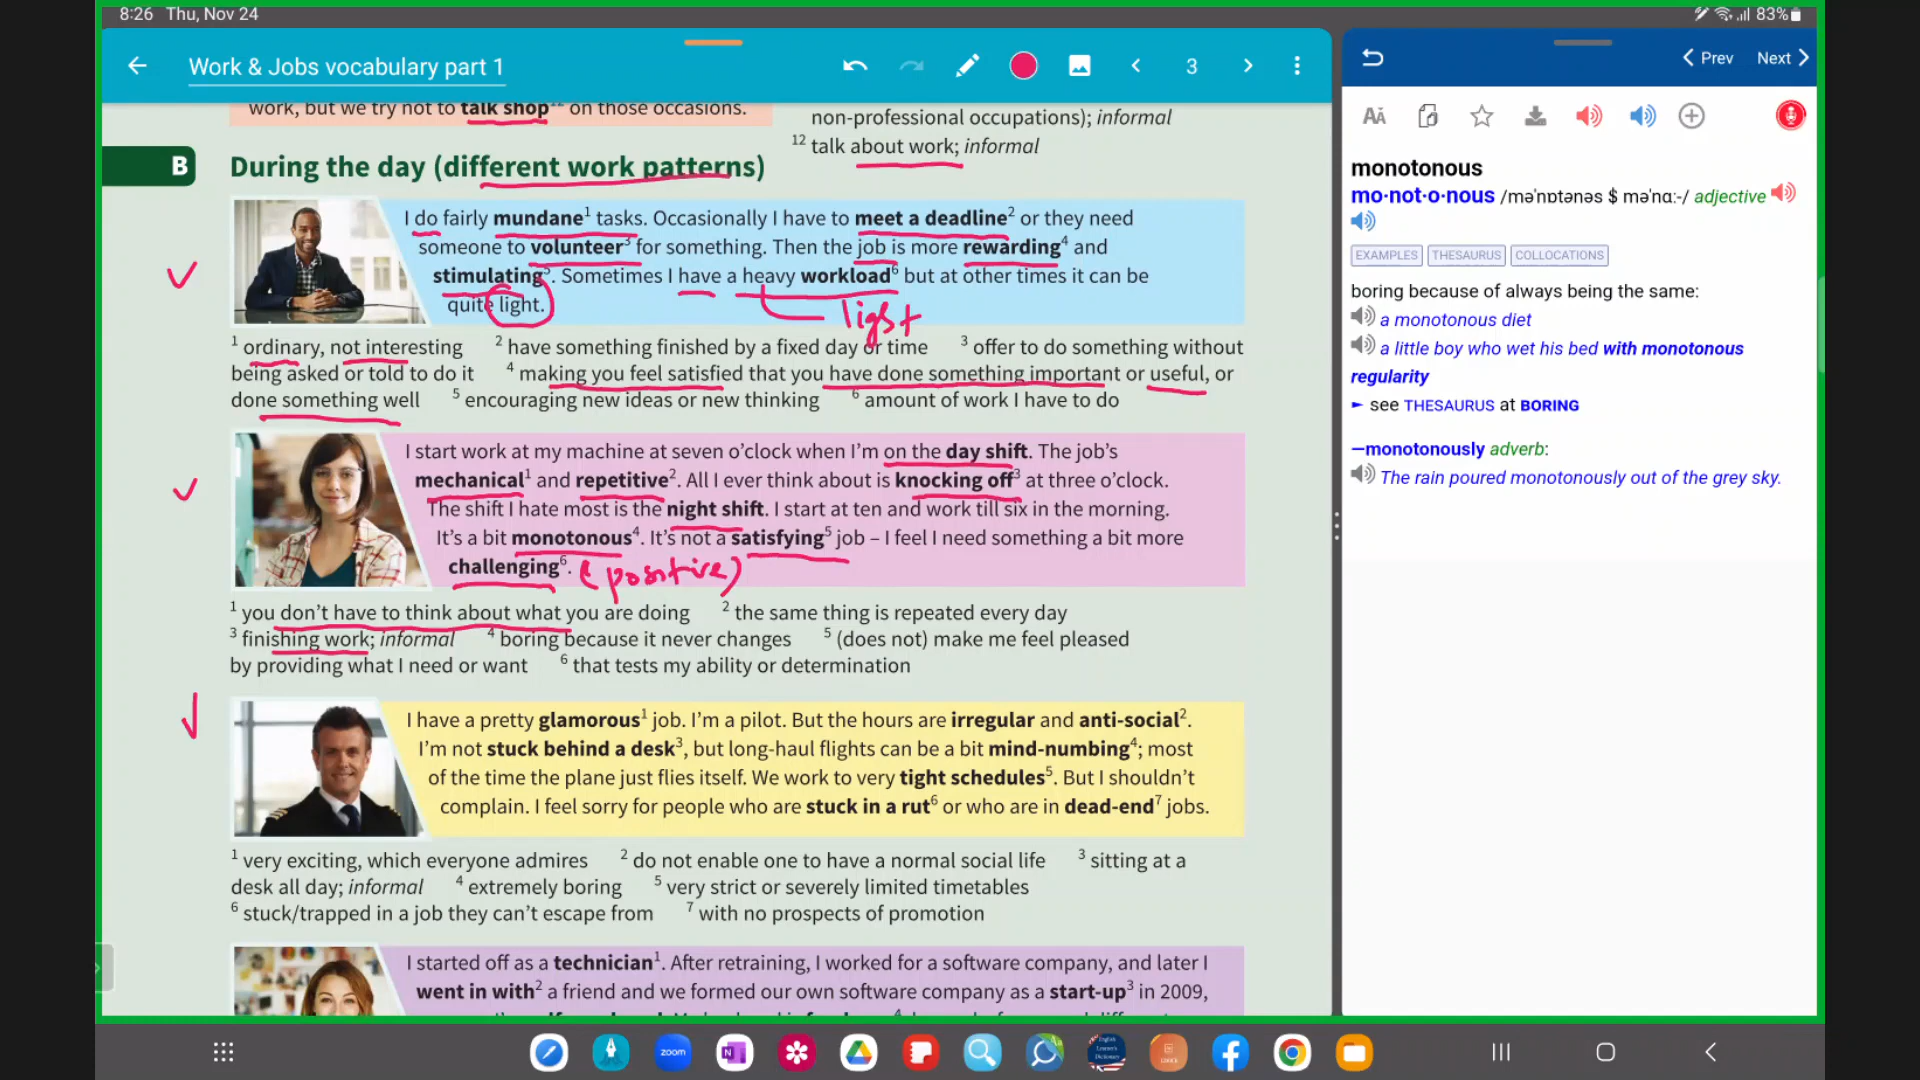 8:26 Thu, Nov 24
83%
Work & Jobs vocabulary part 1
3
work, but we try not to talk shop12 on those occasions.
non-professional occupations); informal
12 talk about work; informal
B During the day (different work patterns)
I do fairly mundane1 tasks. Occasionally I have to meet a deadline2 or they need
someone to volunteer3 for something. Then the job is more rewarding4 and
stimulating5. Sometimes I have a heavy workload6 but at other times it can be
quite light.
light
1 ordinary, not interesting 2 have something finished by a fixed day or time 3 offer to do something without
being asked or told to do it 4 making you feel satisfied that you have done something important or useful, or
done something well 5 encouraging new ideas or new thinking 6 amount of work I have to do
I start work at my machine at seven o'clock when I'm on the day shift. The job's
mechanical1 and repetitive2. All I ever think about is knocking off3 at three o'clock.
The shift I hate most is the night shift. I start at ten and work till six in the morning.
It's a bit monotonous4. It's not a satisfying5 job – I feel I need something a bit more
challenging6. (positive)
1 you don't have to think about what you are doing 2 the same thing is repeated every day
3 finishing work; informal 4 boring because it never changes 5 (does not) make me feel pleased
by providing what I need or want 6 that tests my ability or determination
I have a pretty glamorous1 job. I'm a pilot. But the hours are irregular and anti-social2.
I'm not stuck behind a desk3, but long-haul flights can be a bit mind-numbing4; most
of the time the plane just flies itself. We work to very tight schedules5. But I shouldn't
complain. I feel sorry for people who are stuck in a rut6 or who are in dead-end7 jobs.
1 very exciting, which everyone admires 2 do not enable one to have a normal social life 3 sitting at a
desk all day; informal 4 extremely boring 5 very strict or severely limited timetables
6 stuck/trapped in a job they can't escape from 7 with no prospects of promotion
I started off as a technician1. After retraining, I worked for a software company, and later I
went in with2 a friend and we formed our own software company as a start-up3 in 2009,
Prev Next
monotonous
mo·not·o·nous /məˈnɒtənəs $ məˈnɑː-/ adjective
EXAMPLES THESAURUS COLLOCATIONS
boring because of always being the same:
a monotonous diet
a little boy who wet his bed with monotonous
regularity
► see THESAURUS at BORING
—monotonously adverb:
The rain poured monotonously out of the grey sky.
zoom